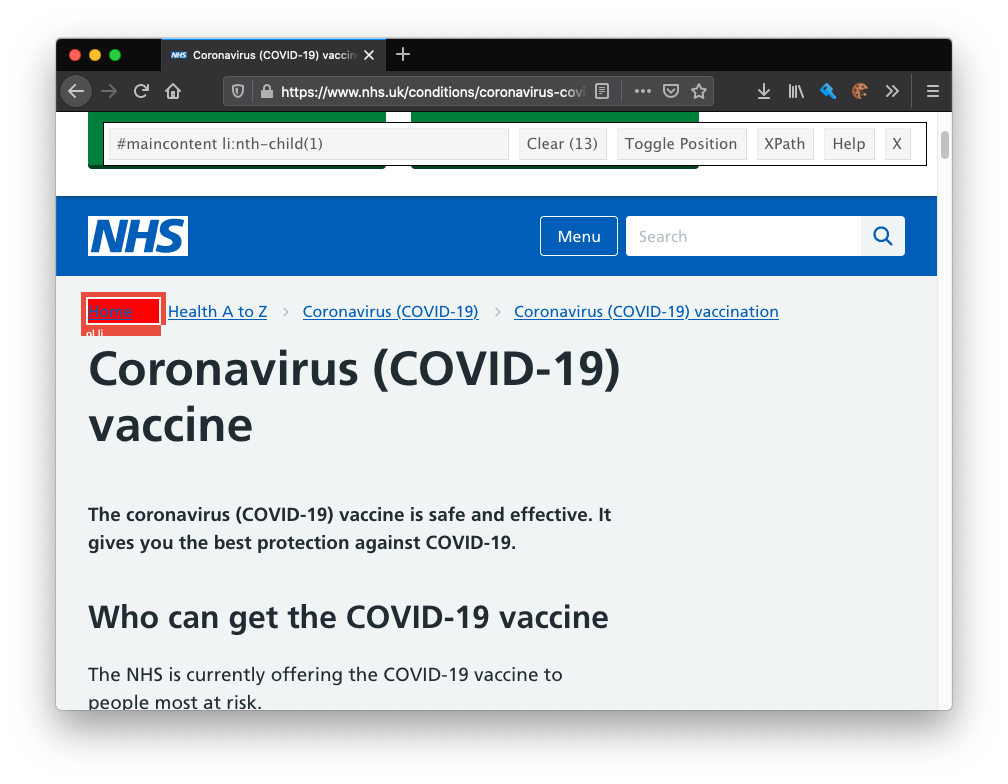 NHS Coronavirus (COVID-19) vaccin
https://www.nhs.uk/conditions/coronavirus-covi
#maincontent li:nth-child(1) Clear (13) Toggle Position XPath Help X
NHS Menu Search
Home Health A to Z Coronavirus (COVID-19) Coronavirus (COVID-19) vaccination
ol li
Coronavirus (COVID-19)
vaccine
The coronavirus (COVID-19) vaccine is safe and effective. It
gives you the best protection against COVID-19.
Who can get the COVID-19 vaccine
The NHS is currently offering the COVID-19 vaccine to
people most at risk.